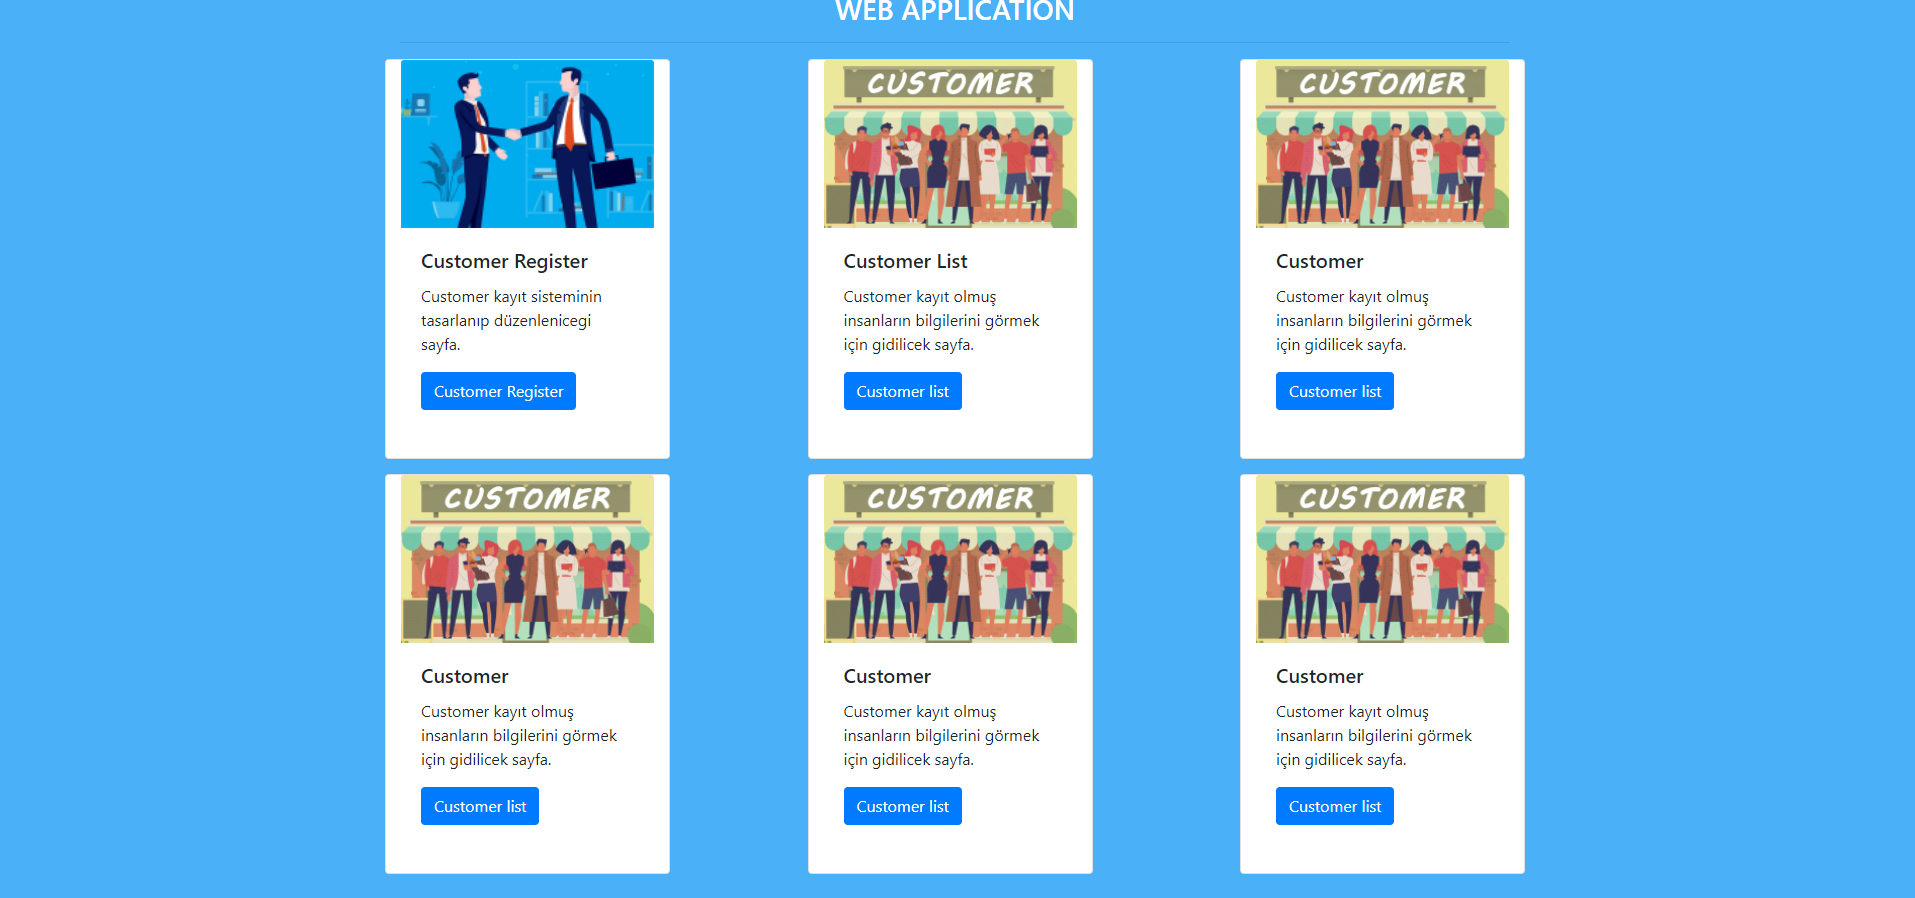 WEB APPLICATION
CUSTOMER
CUSTOMER
Customer Register
Customer kayıt sisteminin
tasarlanıp düzenlenicegi
sayfa.
Customer Register
Customer List
Customer kayıt olmuş
insanların bilgilerini görmek
için gidilicek sayfa.
Customer list
Customer
Customer kayıt olmuş
insanların bilgilerini görmek
için gidilicek sayfa.
Customer list
CUSTOMER
CUSTOMER
CUSTOMER
Customer
Customer kayıt olmuş
insanların bilgilerini görmek
için gidilicek sayfa.
Customer list
Customer
Customer kayıt olmuş
insanların bilgilerini görmek
için gidilicek sayfa.
Customer list
Customer
Customer kayıt olmuş
insanların bilgilerini görmek
için gidilicek sayfa.
Customer list